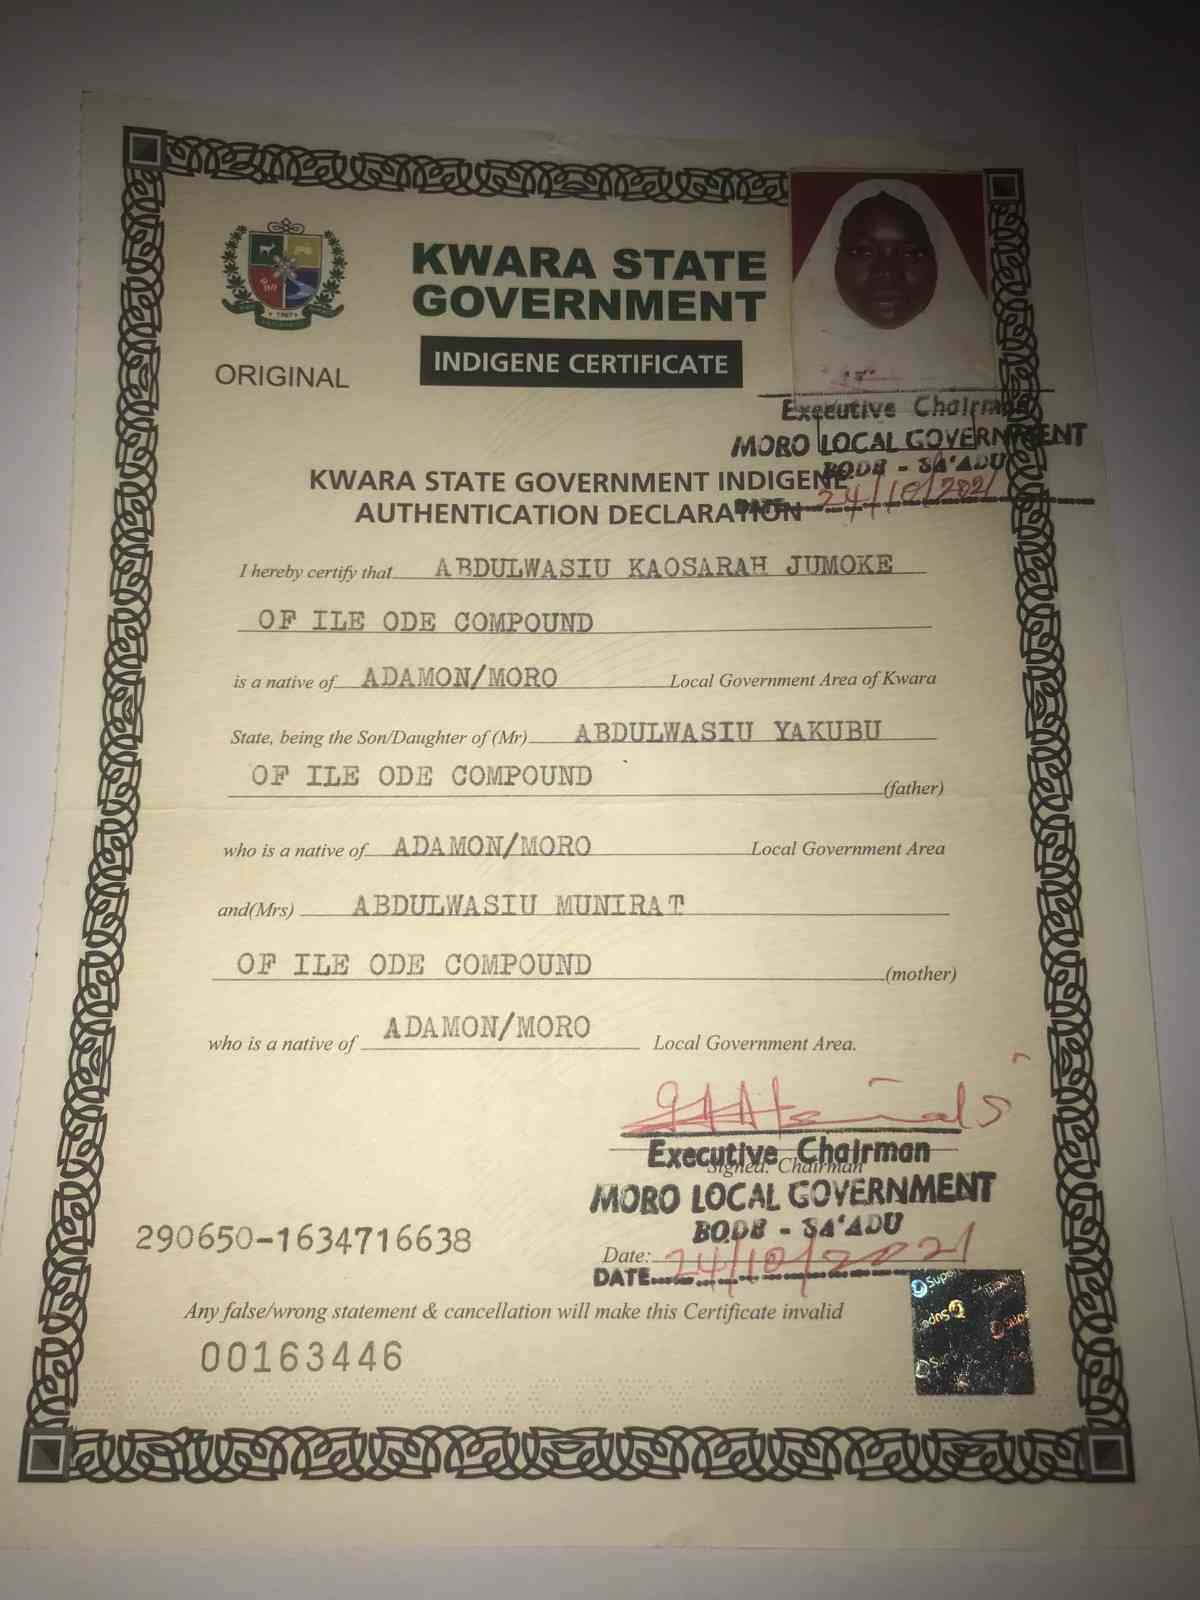 KWARA STATE
GOVERNMENT
INDIGENE CERTIFICATE
ORIGINAL
Executive Chairman
MORO LOCAL GOVERNMENT
BODE - SA'ADU
DATE 24/10/2021
KWARA STATE GOVERNMENT INDIGENE
AUTHENTICATION DECLARATION
I hereby certify that ABDULWASIU KAOSARAH JUMOKE
OF ILE ODE COMPOUND
is a native of ADAMON/MORO Local Government Area of Kwara
State, being the Son/Daughter of (Mr) ABDULWASIU YAKUBU
OF ILE ODE COMPOUND (father)
who is a native of ADAMON/MORO Local Government Area
and(Mrs) ABDULWASIU MUNIRAT
OF ILE ODE COMPOUND (mother)
who is a native of ADAMON/MORO Local Government Area.
Executive Chairman
Signed: Chairman
MORO LOCAL GOVERNMENT
BODE - SA'ADU
290650-1634716638
Date: 24/10/2021
DATE
Any false/wrong statement & cancellation will make this Certificate invalid
00163446